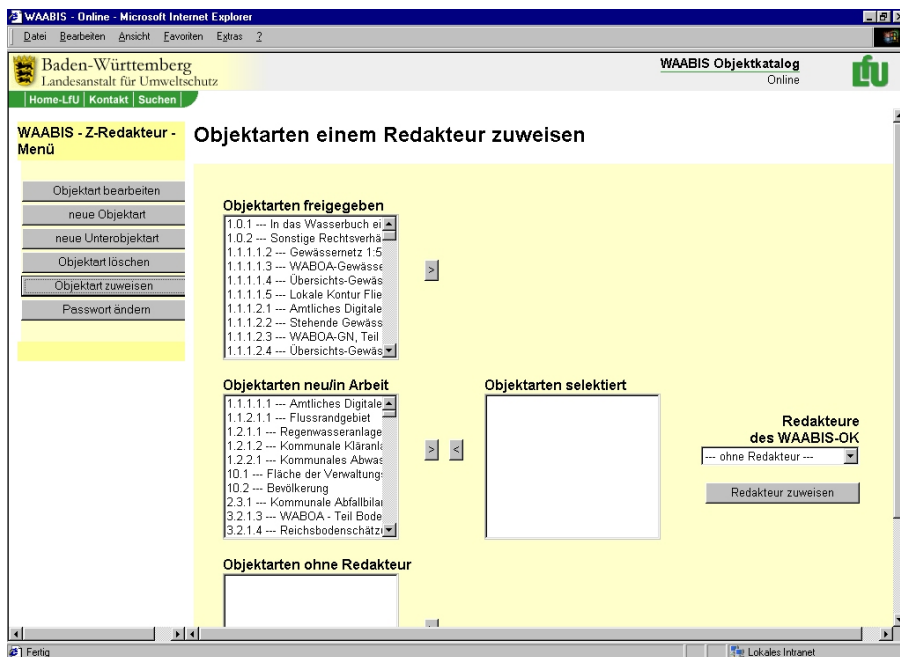 WAABIS - Online - Microsoft Internet Explorer
Datei Bearbeiten Ansicht Favoriten Extras ?
Baden-Württemberg
Landesanstalt für Umweltschutz
WAABIS Objektkatalog
Online
LfU
Home-LfU | Kontakt | Suchen |
WAABIS - Z-Redakteur - Menü
Objektart bearbeiten
neue Objektart
neue Unterobjektart
Objektart löschen
Objektart zuweisen
Passwort ändern
Objektarten einem Redakteur zuweisen
Objektarten freigegeben
1.0.1 --- In das Wasserbuch ei
1.0.2 --- Sonstige Rechtsverhä
1.1.1.1.2 --- Gewässernetz 1:5
1.1.1.1.3 --- WABOA-Gewässe
1.1.1.1.4 --- Übersichts-Gewäs
1.1.1.1.5 --- Lokale Kontur Flie
1.1.1.2.1 --- Amtliches Digitale
1.1.1.2.2 --- Stehende Gewäss
1.1.1.2.3 --- WABOA-GN, Teil
1.1.1.2.4 --- Übersichts-Gewäs
>
Objektarten neu/in Arbeit
1.1.1.1.1 --- Amtliches Digitale
1.1.2.1.1 --- Flussrandgebiet
1.2.1.1 --- Regenwasseranlage
1.2.1.2 --- Kommunale Kläranla
1.2.2.1 --- Kommunales Abwas
10.1 --- Fläche der Verwaltung
10.2 --- Bevölkerung
2.3.1 --- Kommunale Abfallbila
3.2.1.3 --- WABOA - Teil Bode
3.2.1.4 --- Reichsbodenschätz
> <
Objektarten selektiert
Redakteure
des WAABIS-OK
--- ohne Redakteur ---
Redakteur zuweisen
Objektarten ohne Redakteur
Fertig
Lokales Intranet